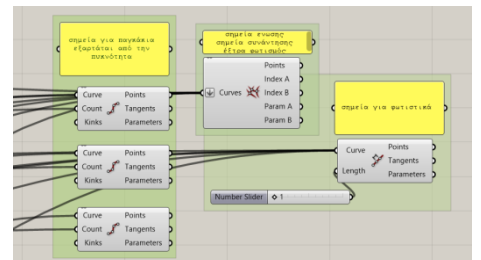 σημεία για παγκάκια
εξαρτάται από την
πυκνότητα
σημεία ενωσης
σημεία συνάντησης
έξτρα φωτισμός
σημεία για φωτιστικά
Curve Points
Count Tangents
Kinks Parameters
Curves
Points
Index A
Index B
Param A
Param B
Curve Points
Count Tangents
Kinks Parameters
Curve Points
Tangents
Length Parameters
Number Slider 1
Curve Points
Count Tangents
Kinks Parameters